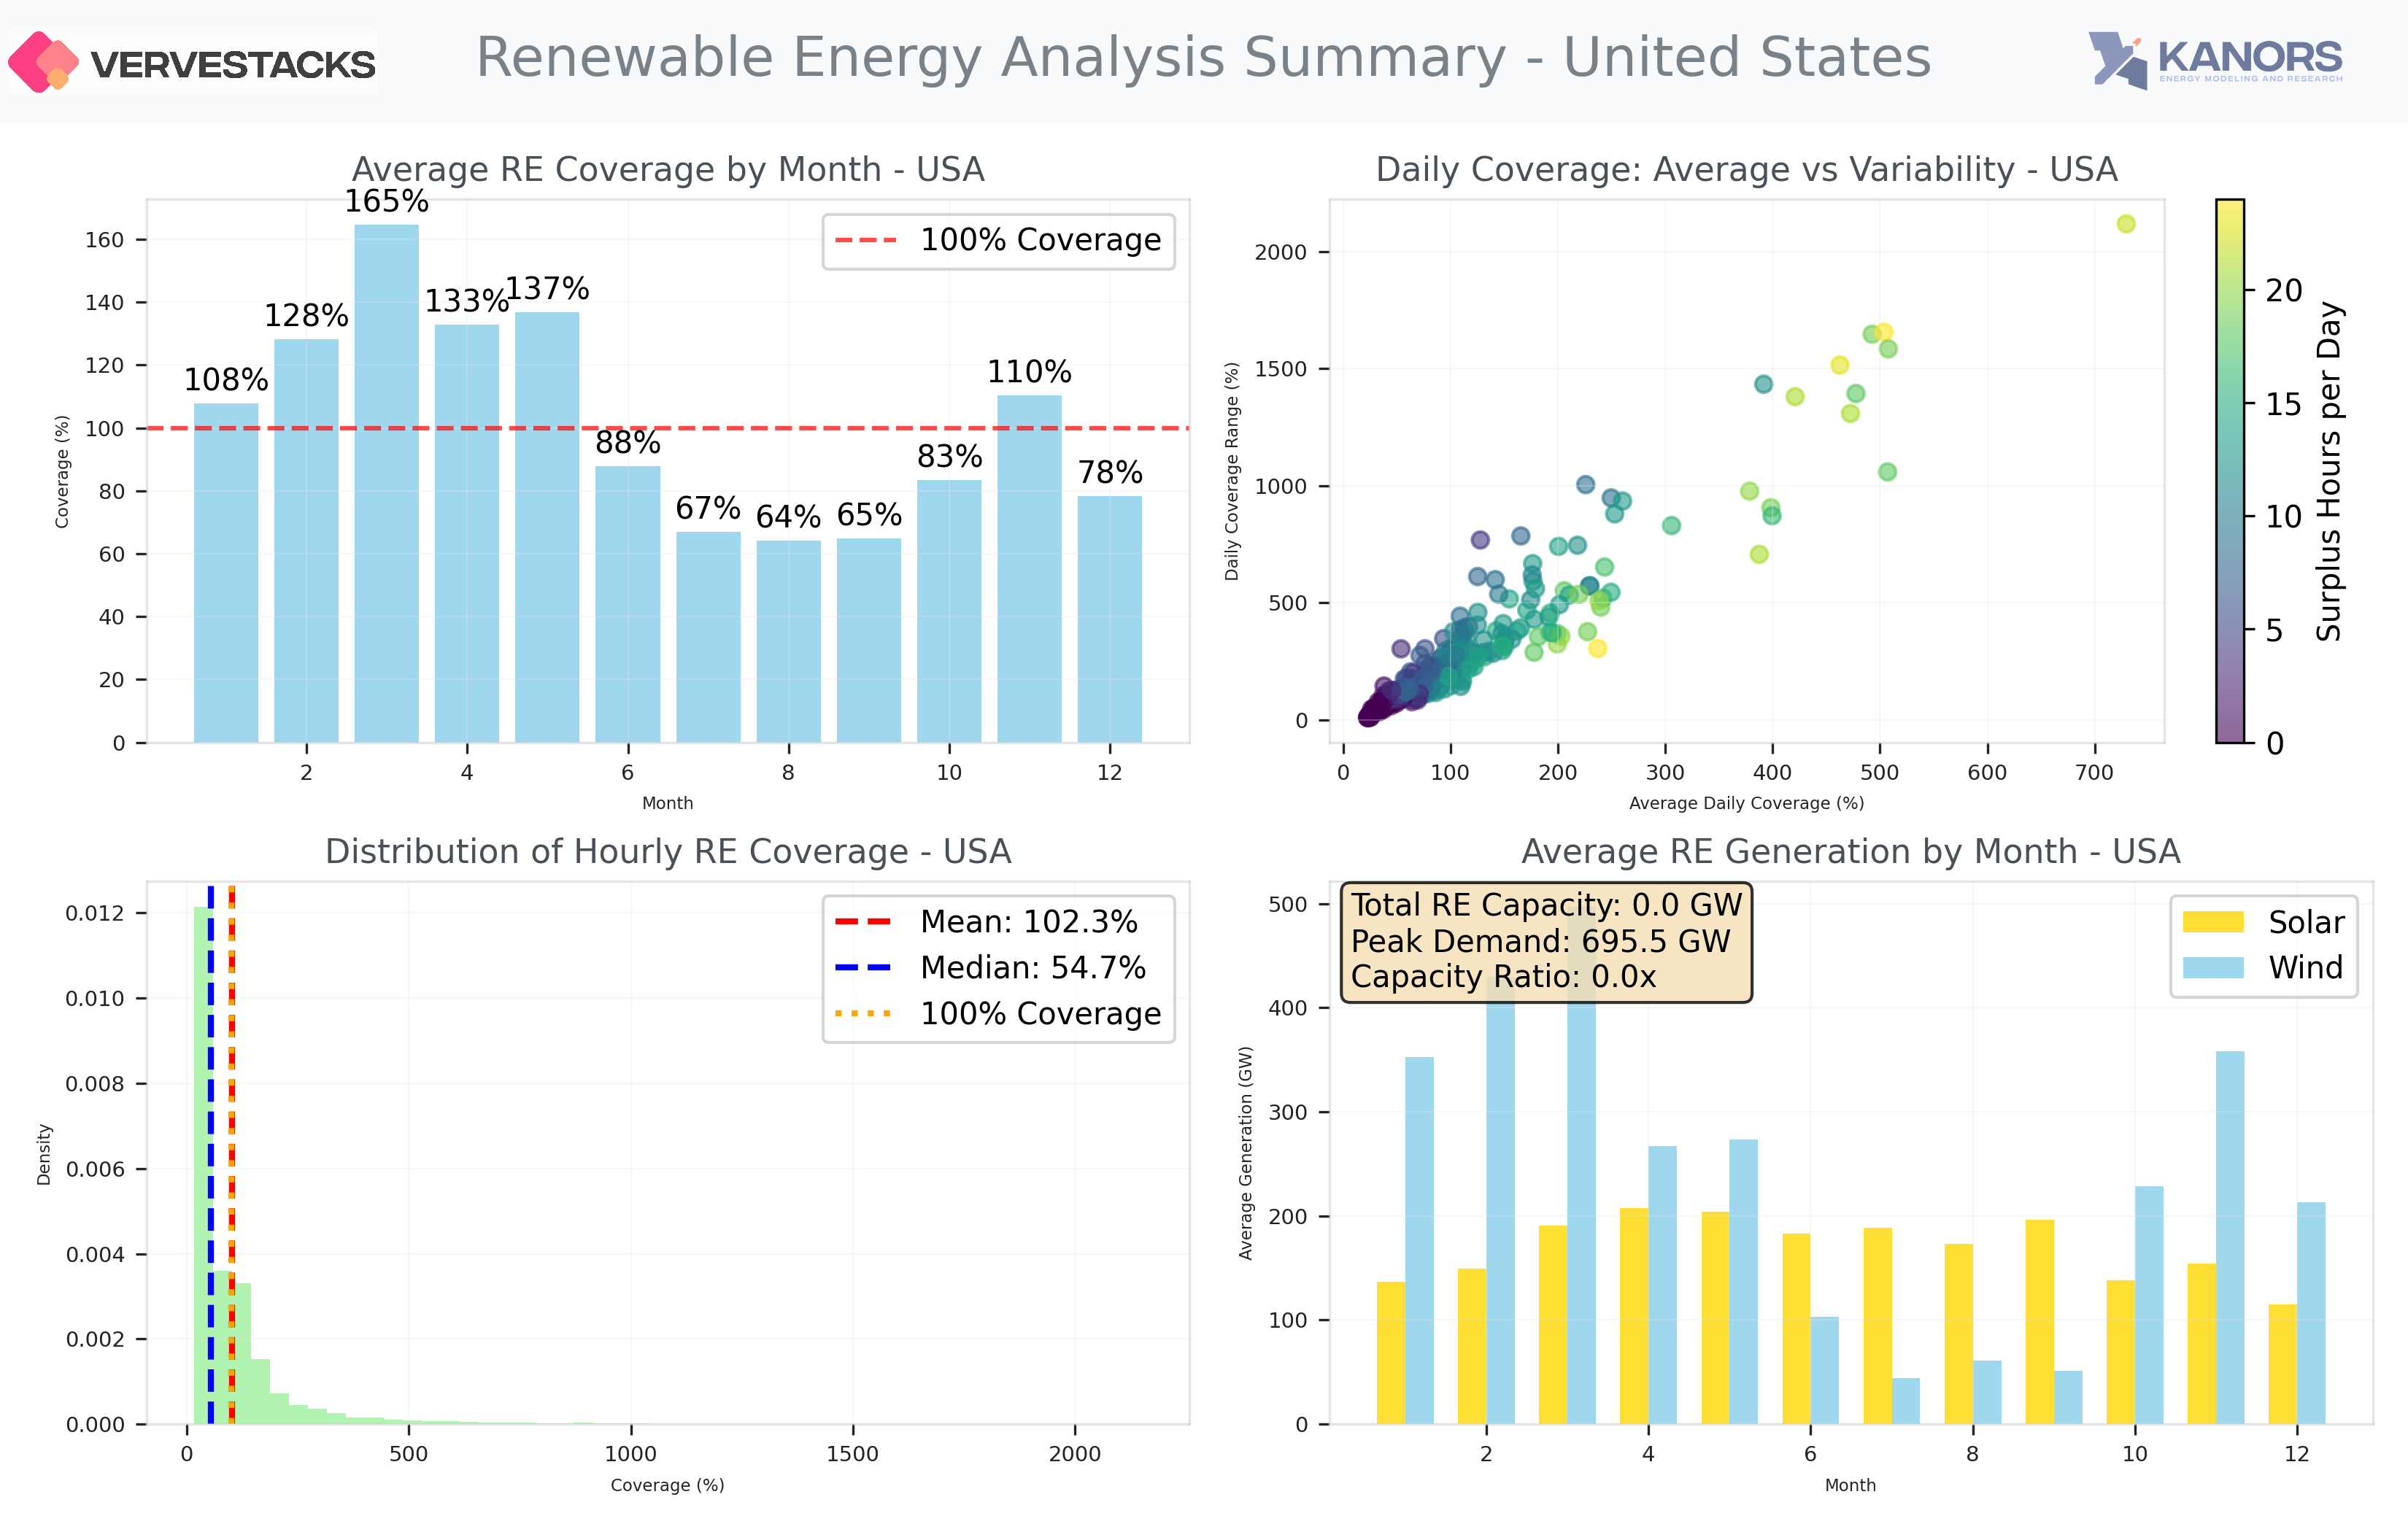 VERVESTACKS
Renewable Energy Analysis Summary - United States
KANORS
ENERGY MODELING AND RESEARCH
Average RE Coverage by Month - USA
165%
160
100% Coverage
140
133%
137%
128%
120
108%
110%
100
88%
83%
80
78%
67%
64%
65%
60
40
20
0
Coverage (%)
2 4 6 8 10 12
Month
Daily Coverage: Average vs Variability - USA
2000
1500
1000
500
0
Daily Coverage Range (%)
0 100 200 300 400 500 600 700
Average Daily Coverage (%)
20
15
10
5
0
Surplus Hours per Day
Distribution of Hourly RE Coverage - USA
0.012
0.010
0.008
0.006
0.004
0.002
0.000
Density
Mean: 102.3%
Median: 54.7%
100% Coverage
0 500 1000 1500 2000
Coverage (%)
Average RE Generation by Month - USA
Total RE Capacity: 0.0 GW
Peak Demand: 695.5 GW
Capacity Ratio: 0.0x
Solar
Wind
500
400
300
200
100
0
Average Generation (GW)
2 4 6 8 10 12
Month